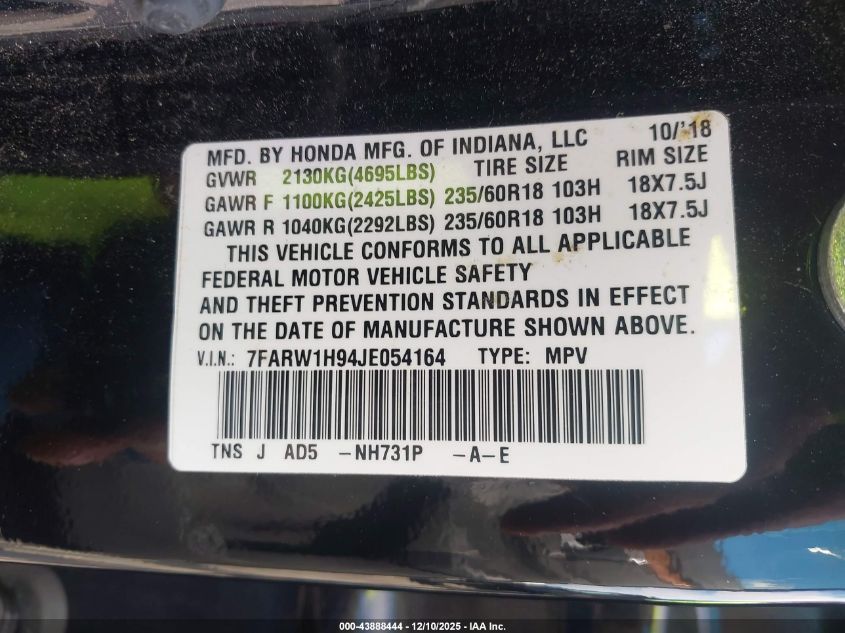 MFD. BY HONDA MFG. OF INDIANA, LLC 10/'18
GVWR 2130KG(4695LBS) TIRE SIZE RIM SIZE
GAWR F 1100KG(2425LBS) 235/60R18 103H 18X7.5J
GAWR R 1040KG(2292LBS) 235/60R18 103H 18X7.5J
THIS VEHICLE CONFORMS TO ALL APPLICABLE
FEDERAL MOTOR VEHICLE SAFETY
AND THEFT PREVENTION STANDARDS IN EFFECT
ON THE DATE OF MANUFACTURE SHOWN ABOVE.
V.I.N.: 7FARW1H94JE054164 TYPE: MPV
TNS J AD5 -NH731P -A-E
000-43888444 - 12/10/2025 - IAA Inc.